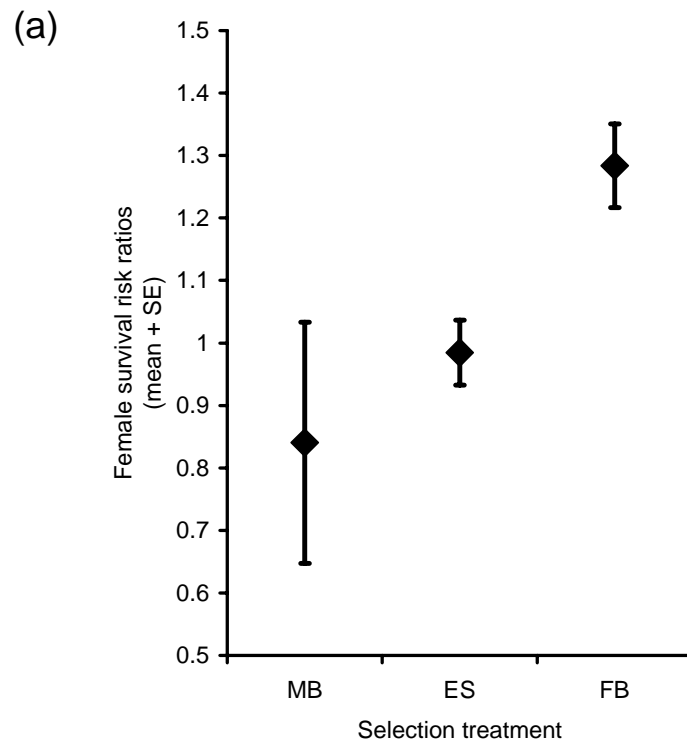 (a)
Female survival risk ratios
(mean + SE)
1.5
1.4
1.3
1.2
1.1
1
0.9
0.8
0.7
0.6
0.5
MB ES FB
Selection treatment